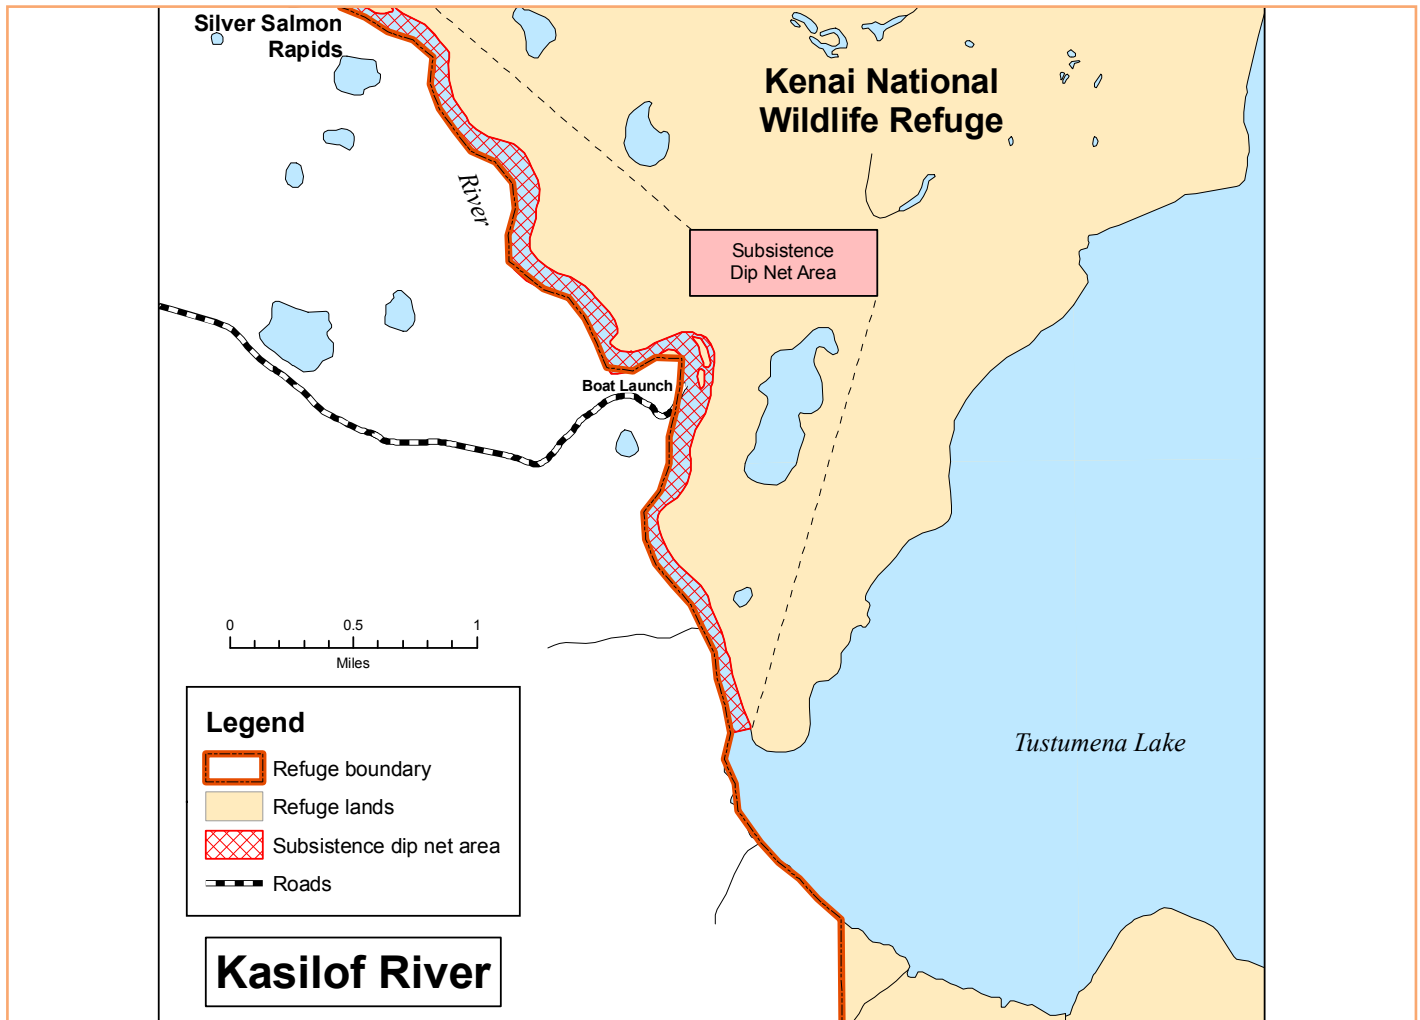 Silver Salmon
Rapids
Kenai National
Wildlife Refuge
River
Subsistence
Dip Net Area
Boat Launch
0 0.5 1
Miles
Tustumena Lake
Legend
Refuge boundary
Refuge lands
Subsistence dip net area
Roads
Kasilof River